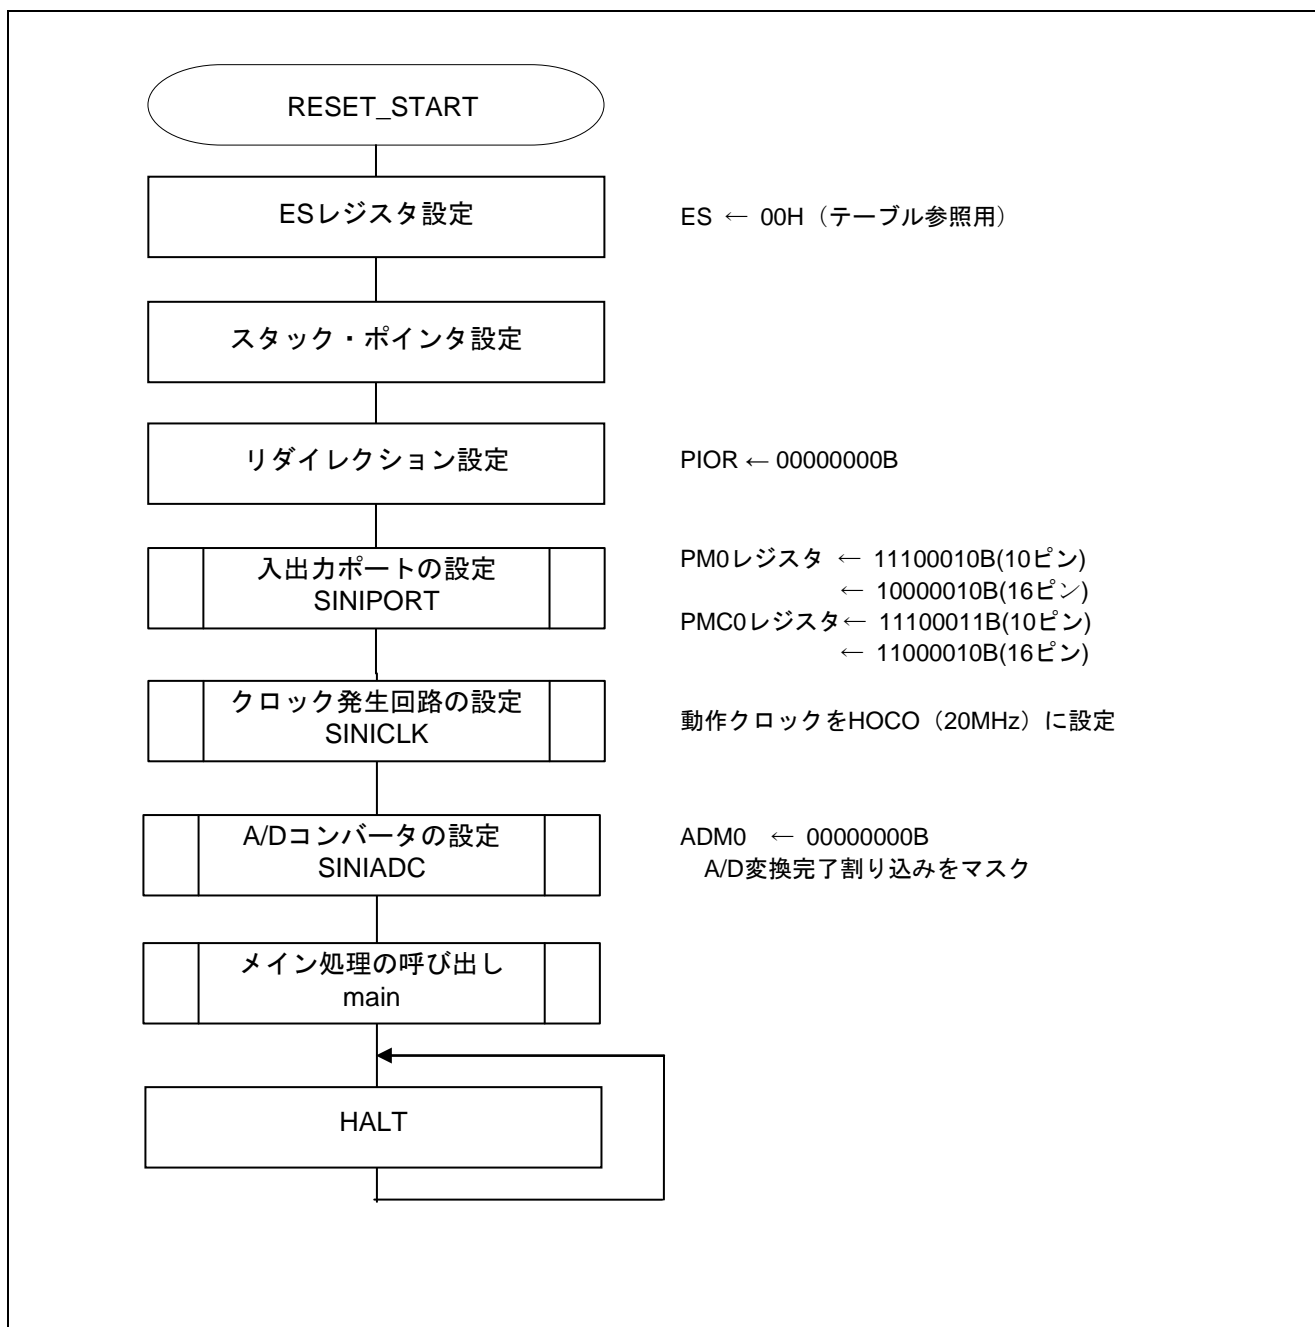 RESET_START
ESレジスタ設定
ES ← 00H（テーブル参照用）
スタック・ポインタ設定
リダイレクション設定
PIOR ← 00000000B
入出力ポートの設定
SINIPORT
PM0レジスタ ← 11100010B(10ピン)
← 10000010B(16ピン)
PMC0レジスタ← 11100011B(10ピン)
← 11000010B(16ピン)
クロック発生回路の設定
SINICLK
動作クロックをHOCO（20MHz）に設定
A/Dコンバータの設定
SINIADC
ADM0 ← 00000000B
A/D変換完了割り込みをマスク
メイン処理の呼び出し
main
HALT